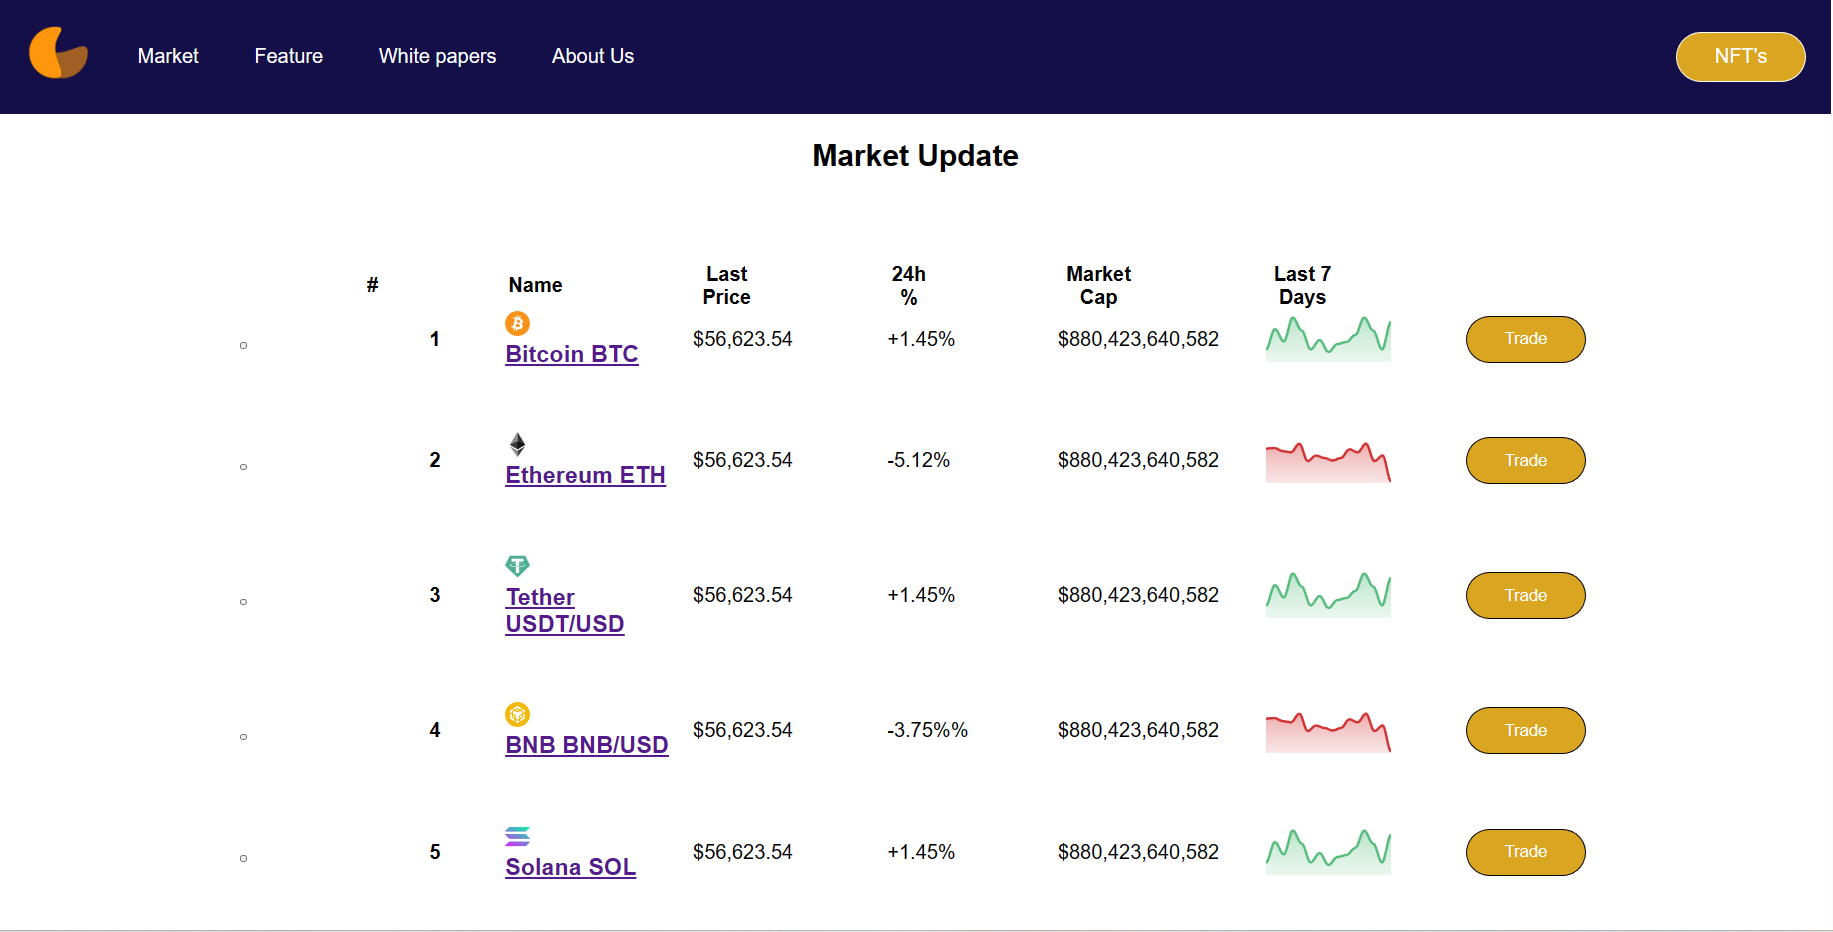 Market Feature White papers About Us NFT's
Market Update
# Name Last Price 24h % Market Cap Last 7 Days
1 Bitcoin BTC $56,623.54 +1.45% $880,423,640,582 Trade
2 Ethereum ETH $56,623.54 -5.12% $880,423,640,582 Trade
3 Tether USDT/USD $56,623.54 +1.45% $880,423,640,582 Trade
4 BNB BNB/USD $56,623.54 -3.75%% $880,423,640,582 Trade
5 Solana SOL $56,623.54 +1.45% $880,423,640,582 Trade